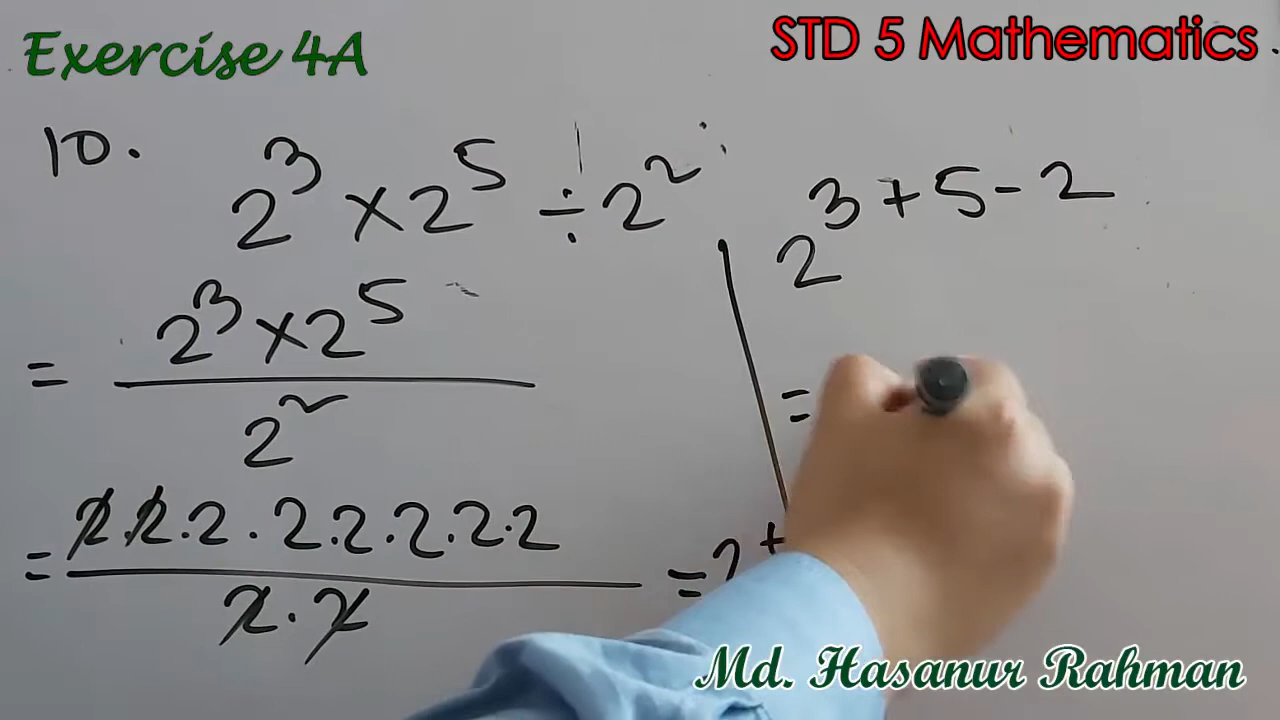 Exercise 4A
STD 5 Mathematics
10. 2³ × 2⁵ ÷ 2²
= 2³ × 2⁵
2²
= 2.2.2.2.2.2.2.2
2.2
= 2
2³⁺⁵⁻²
=
Md. Hasanur Rahman